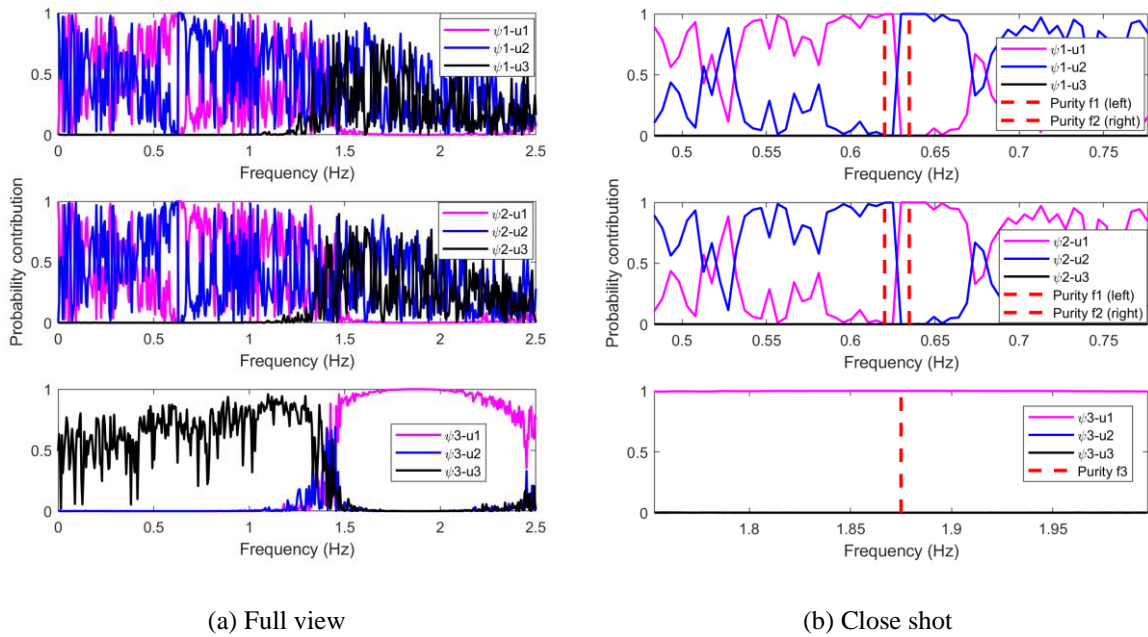 Probability contribution
1
0.5
0
ψ1-u1
ψ1-u2
ψ1-u3
0
0.5
1
1.5
2
2.5
Frequency (Hz)
1
0.5
0
ψ2-u1
ψ2-u2
ψ2-u3
0
0.5
1
1.5
2
2.5
Frequency (Hz)
1
0.5
0
ψ3-u1
ψ3-u2
ψ3-u3
0
0.5
1
1.5
2
2.5
Frequency (Hz)
(a) Full view
Probability contribution
1
0.5
0
ψ1-u1
ψ1-u2
ψ1-u3
Purity f1 (left)
Purity f2 (right)
0.5
0.55
0.6
0.65
0.7
0.75
Frequency (Hz)
1
0.5
0
ψ2-u1
ψ2-u2
ψ2-u3
Purity f1 (left)
Purity f2 (right)
0.5
0.55
0.6
0.65
0.7
0.75
Frequency (Hz)
1
0.5
0
ψ3-u1
ψ3-u2
ψ3-u3
Purity f3
1.8
1.85
1.9
1.95
Frequency (Hz)
(b) Close shot